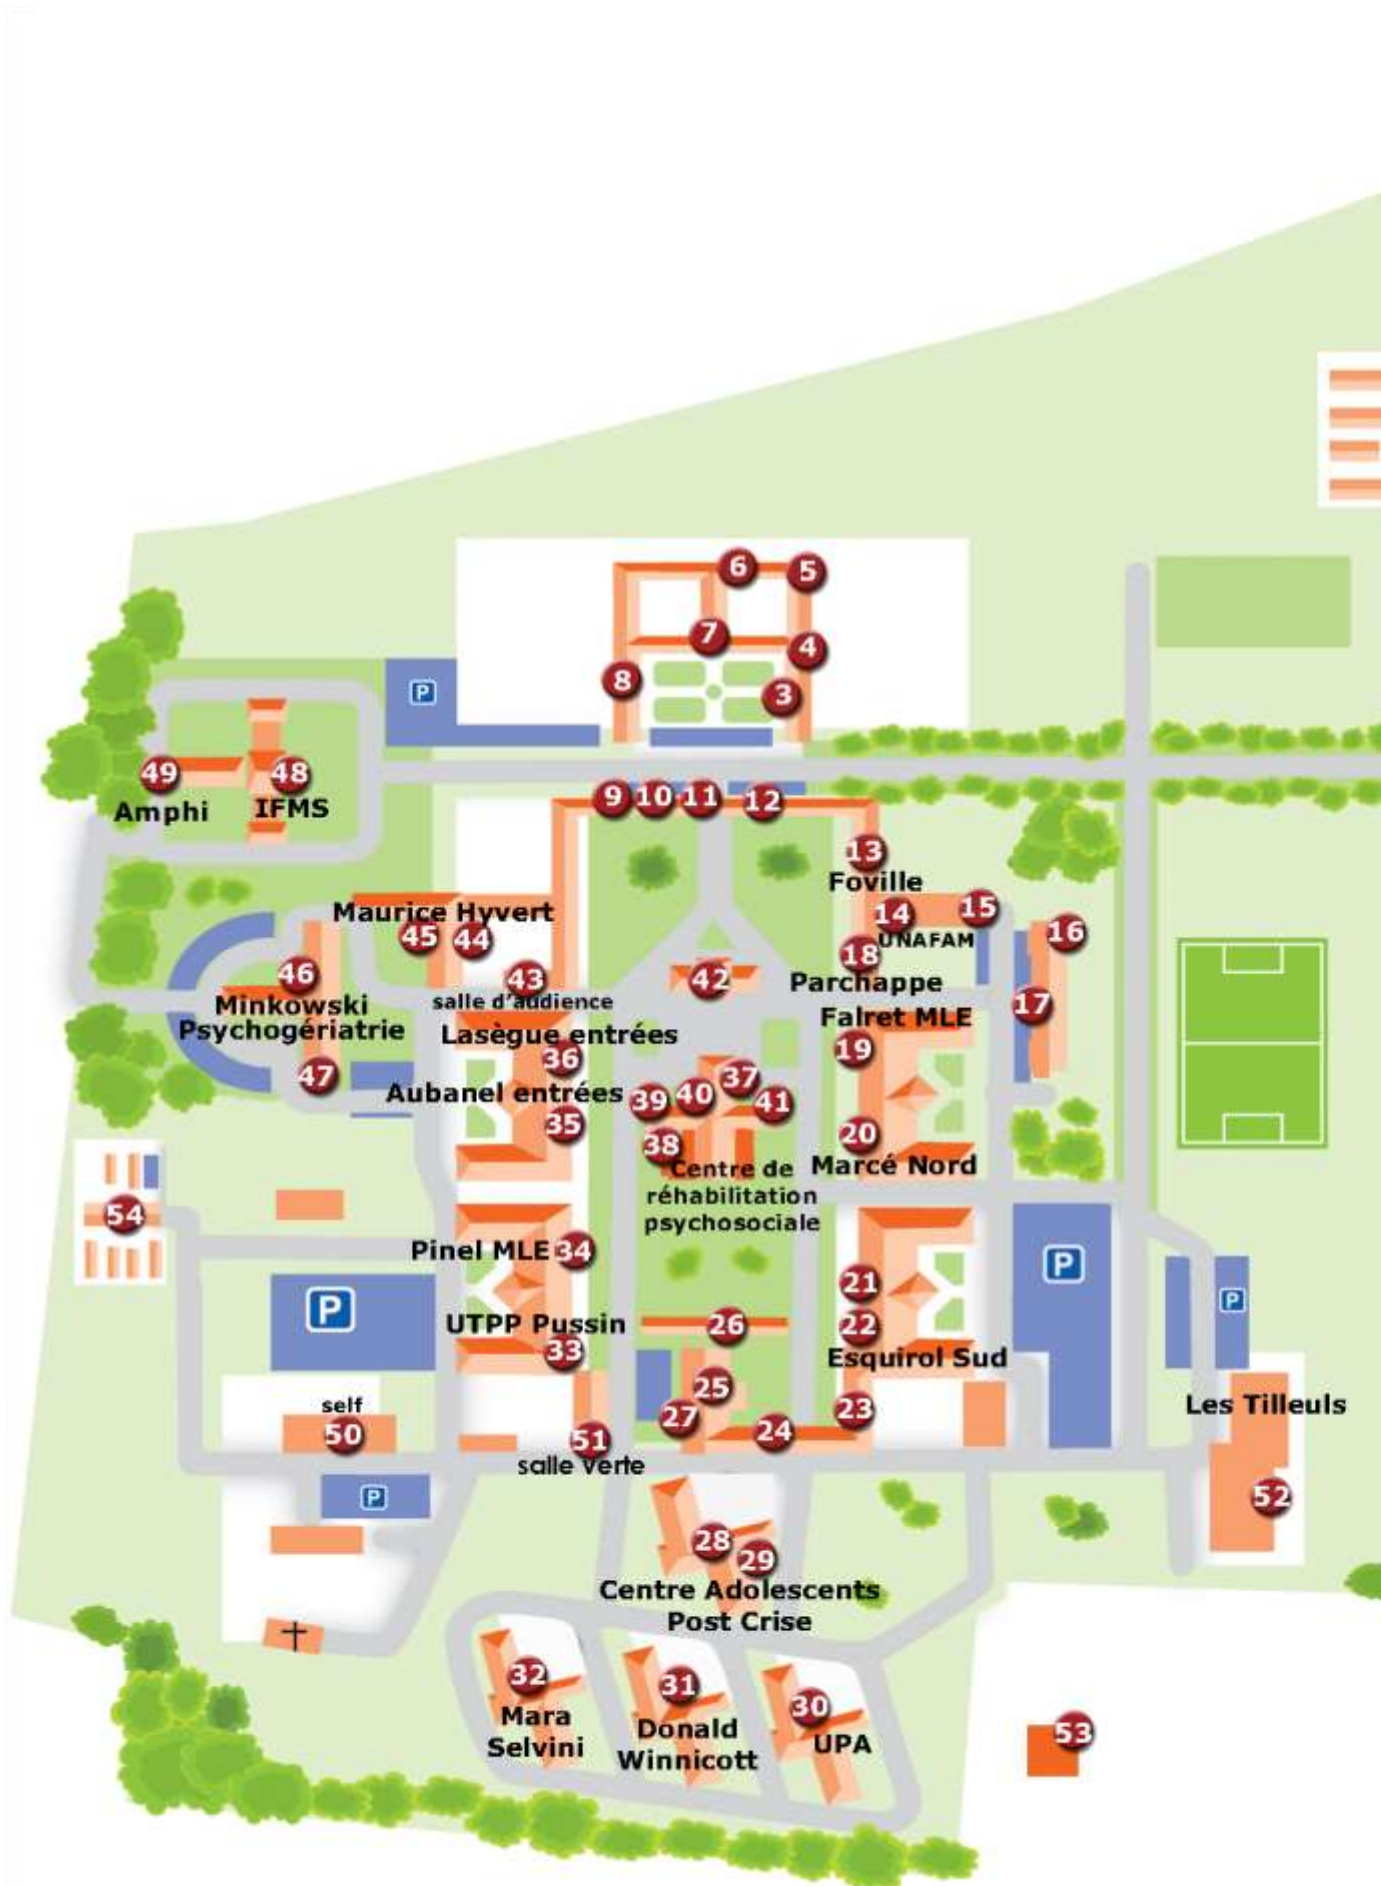 6
5
7
4
8
3
P
49
48
Amphi
IFMS
9
10
11
12
13
Foville
Maurice Hyvert
14
15
45
44
UNAFAM
16
18
46
43
42
Parchappe
Minkowski
salle d'audience
17
Psychogériatrie
Lasègue entrées
Falret MLE
36
19
47
Aubanel entrées
39
40
37
41
35
38
20
Centre de
réhabilitation
psychosociale
Marcé Nord
54
Pinel MLE
34
P
21
P
P
UTPP Pussin
26
22
33
Esquirol Sud
25
self
27
23
Les Tilleuls
50
51
24
salle verte
P
52
28
29
Centre Adolescents
Post Crise
32
31
30
Mara
Selvini
Donald
Winnicott
UPA
53